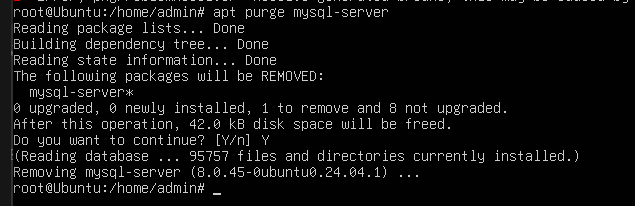 root@Ubuntu:/home/admin# apt purge mysql-server
Reading package lists... Done
Building dependency tree... Done
Reading state information... Done
The following packages will be REMOVED:
  mysql-server*
0 upgraded, 0 newly installed, 1 to remove and 8 not upgraded.
After this operation, 42.0 kB disk space will be freed.
Do you want to continue? [Y/n] Y
(Reading database ... 95757 files and directories currently installed.)
Removing mysql-server (8.0.45-0ubuntu0.24.04.1) ...
root@Ubuntu:/home/admin# _